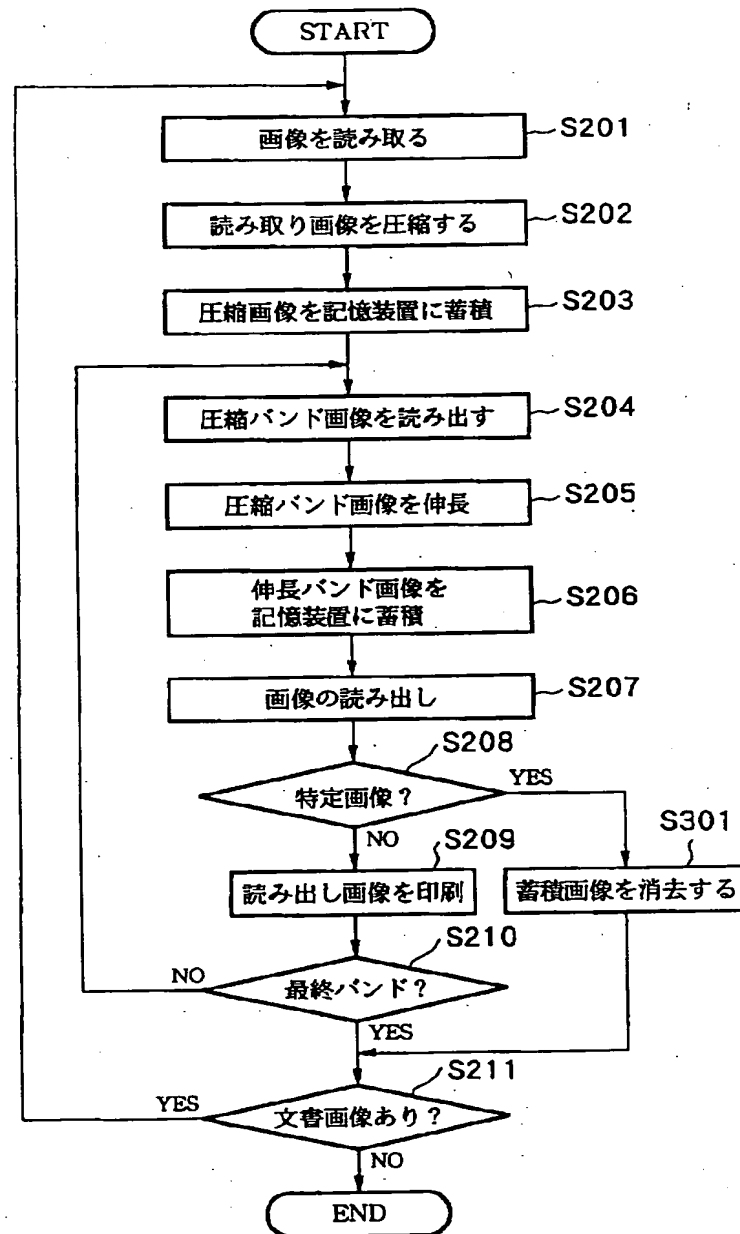 START
画像を読み取る
S201
読み取り画像を圧縮する
S202
圧縮画像を記憶装置に蓄積
S203
圧縮バンド画像を読み出す
S204
圧縮バンド画像を伸長
S205
伸長バンド画像を
記憶装置に蓄積
S206
画像の読み出し
S207
S208
特定画像?
YES
NO
S209
S301
読み出し画像を印刷
蓄積画像を消去する
S210
NO
最終バンド?
YES
S211
YES
文書画像あり?
NO
END